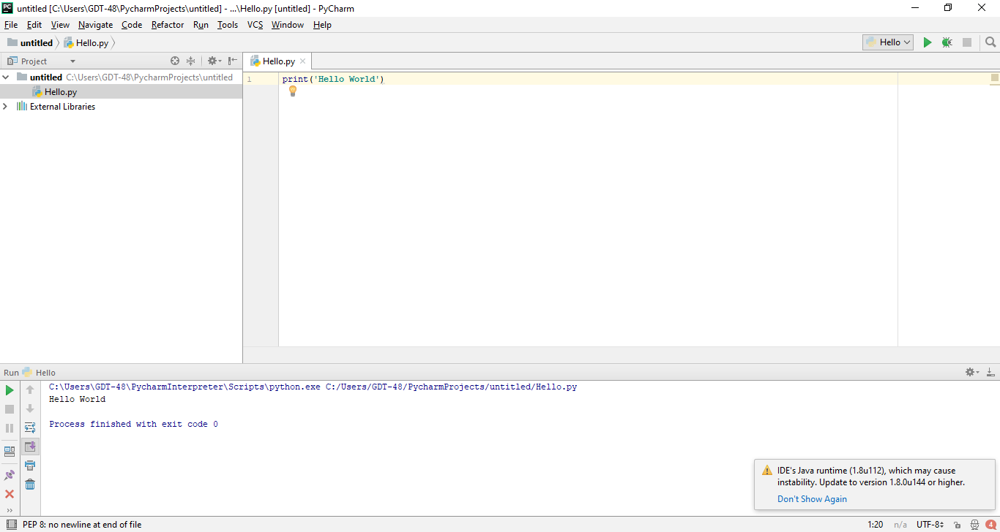 untitled [C:\Users\GDT-48\PycharmProjects\untitled] - ...\Hello.py [untitled] - PyCharm
File Edit View Navigate Code Refactor Run Tools VCS Window Help
untitled Hello.py Hello
Project Hello.py
untitled C:\Users\GDT-48\PycharmProjects\untitled
Hello.py
External Libraries
1 print('Hello World')
Run Hello
C:\Users\GDT-48\PycharmInterpreter\Scripts\python.exe C:/Users/GDT-48/PycharmProjects/untitled/Hello.py
Hello World
Process finished with exit code 0
IDE's Java runtime (1.8u112), which may cause
instability. Update to version 1.8.0u144 or higher.
Don't Show Again
PEP 8: no newline at end of file 1:20 n/a UTF-8 4